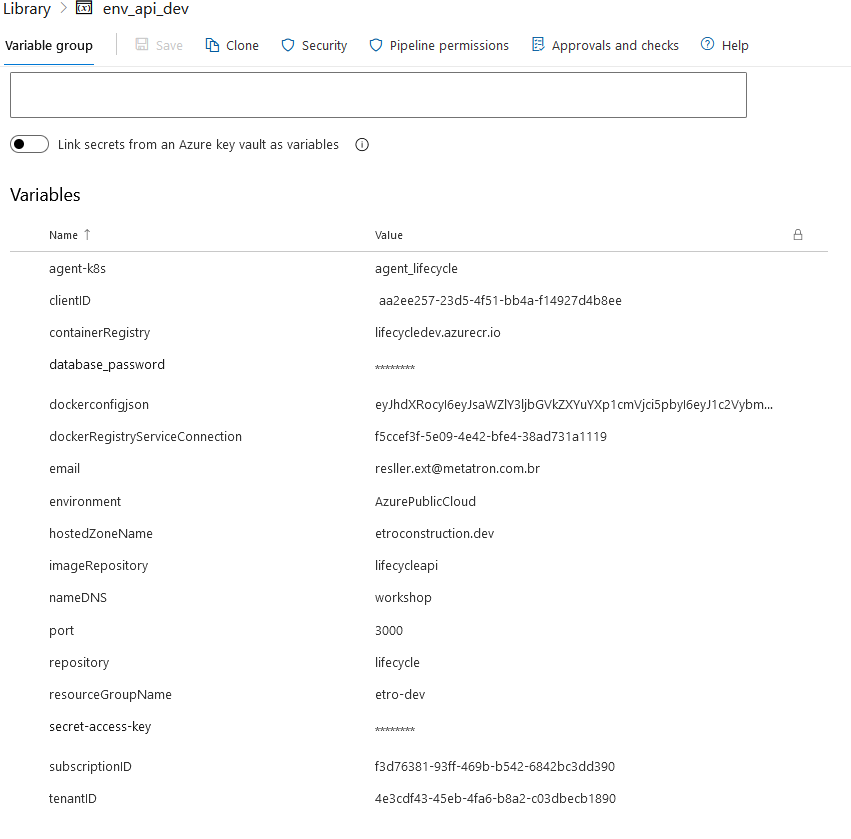 Library > env_api_dev
Variable group Save Clone Security Pipeline permissions Approvals and checks Help
Link secrets from an Azure key vault as variables
Variables
Name ↑ Value
agent-k8s agent_lifecycle
clientID aa2ee257-23d5-4f51-bb4a-f14927d4b8ee
containerRegistry lifecycledev.azurecr.io
database_password ********
dockerconfigjson eyJhdXRocyI6eyJsaWZlY3ljbGVkZXYuYXp1cmVjci5pbyI6eyJ1c2Vybm...
dockerRegistryServiceConnection f5ccef3f-5e09-4e42-bfe4-38ad731a1119
email resller.ext@metatron.com.br
environment AzurePublicCloud
hostedZoneName etroconstruction.dev
imageRepository lifecycleapi
nameDNS workshop
port 3000
repository lifecycle
resourceGroupName etro-dev
secret-access-key ********
subscriptionID f3d76381-93ff-469b-b542-6842bc3dd390
tenantID 4e3cdf43-45eb-4fa6-b8a2-c03dbecb1890